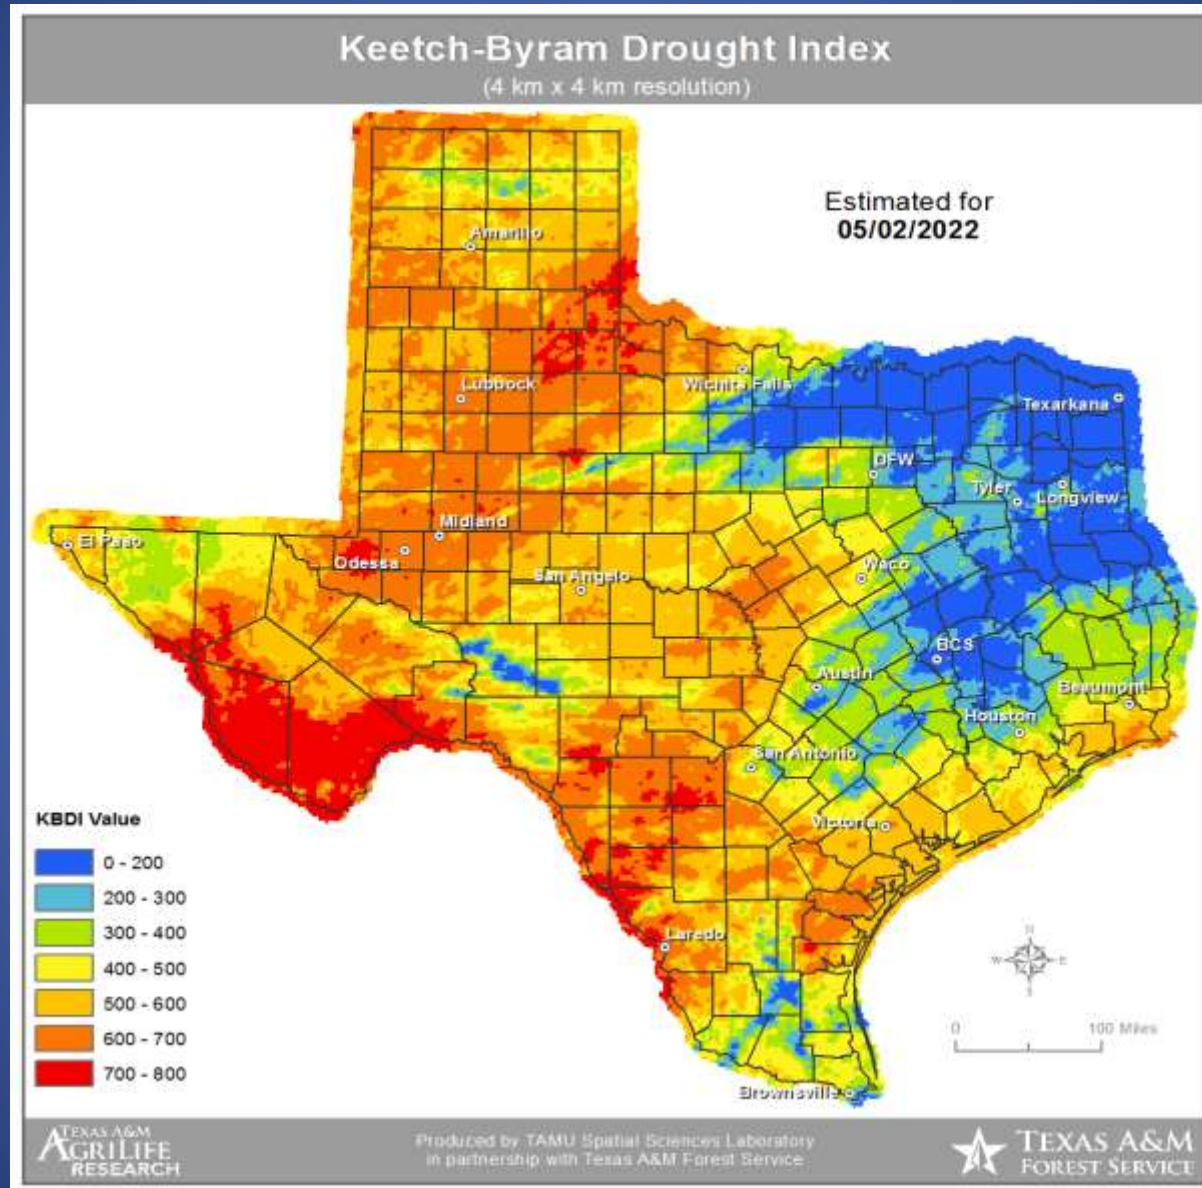 Keetch-Byram Drought Index
(4 km x 4 km resolution)
Estimated for
05/02/2022
Amarillo
Lubbock
Wichita Falls
Texarkana
DFW
Tyler
Longview
Midland
El Paso
Odessa
San Angelo
Waco
BCS
Austin
Beaumont
Houston
San Antonio
Victoria
Laredo
Brownsville
KBDI Value
0 - 200
200 - 300
300 - 400
400 - 500
500 - 600
600 - 700
700 - 800
N
W E
S
0 100 Miles
TEXAS A&M
AGRILIFE
RESEARCH
Produced by TAMU Spatial Sciences Laboratory
in partnership with Texas A&M Forest Service
TEXAS A&M
FOREST SERVICE